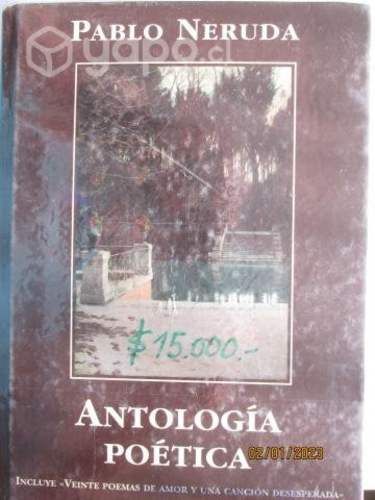 PABLO NERUDA
yapo.cl
$15.000.-
ANTOLOGÍA
POÉTICA
02/01/2023
INCLUYE «VEINTE POEMAS DE AMOR Y UNA CANCIÓN DESESPERADA»